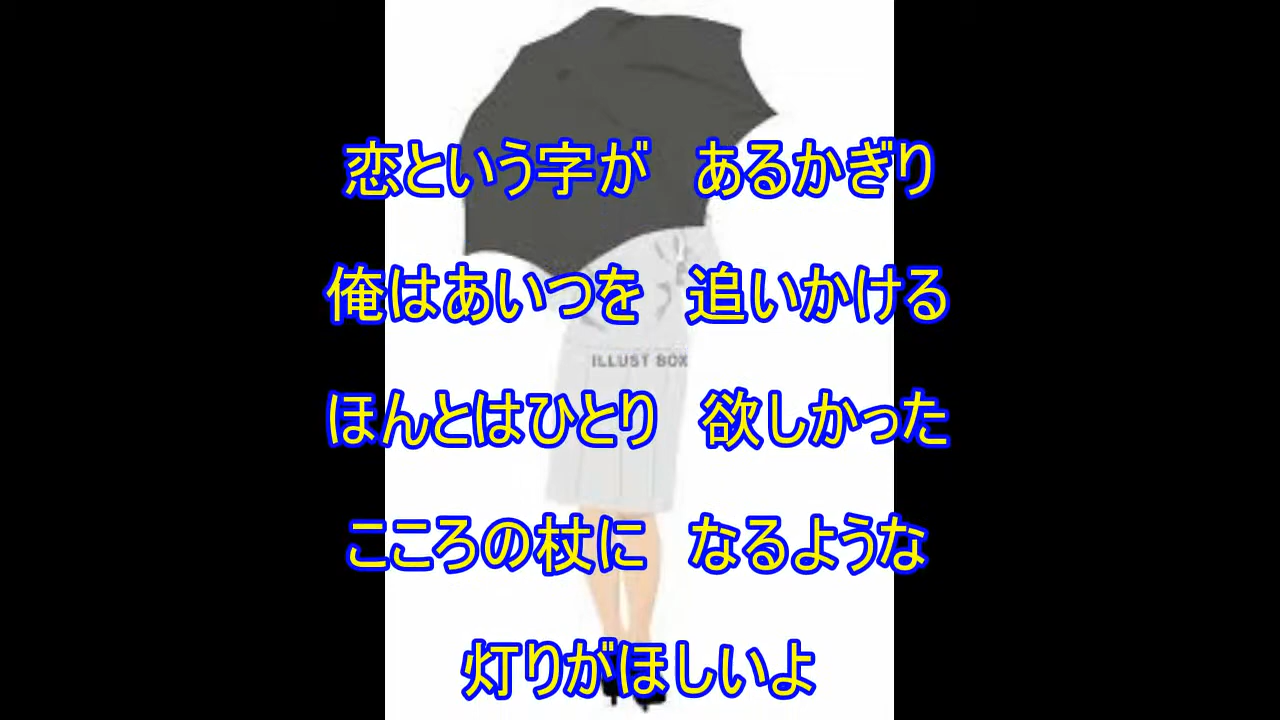 恋という字が　あるかぎり
俺はあいつを　追いかける
ILLUST BOX
ほんとはひとり　欲しかった
こころの杖に　なるような
灯りがほしいよ